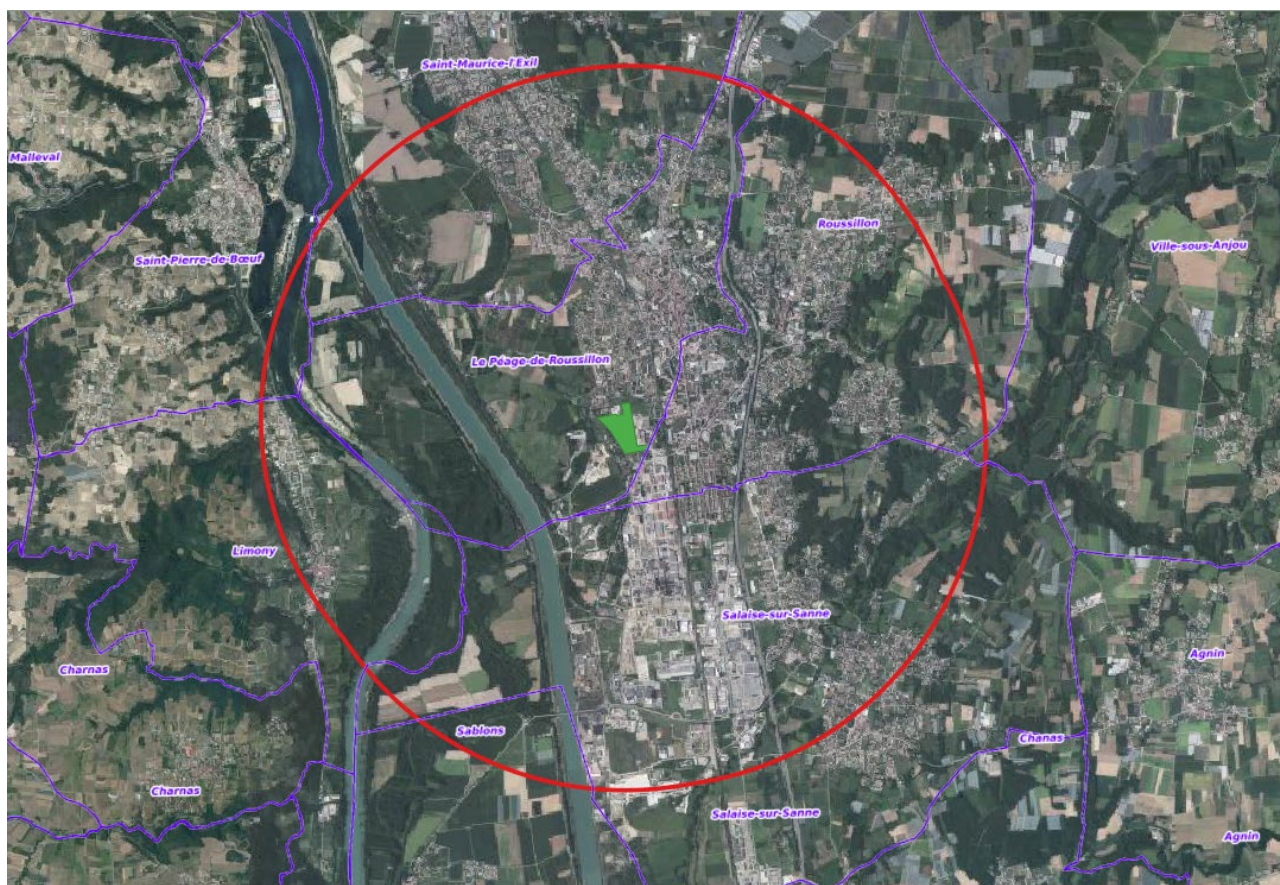 Saint-Maurice-l'Exil
Malleval
Roussillon
Ville-sous-Anjou
Saint-Pierre-de-Bœuf
Le Péage-de-Roussillon
Limony
Salaise-sur-Sanne
Agnin
Charnas
Sablons
Chanas
Charnas
Salaise-sur-Sanne
Agnin